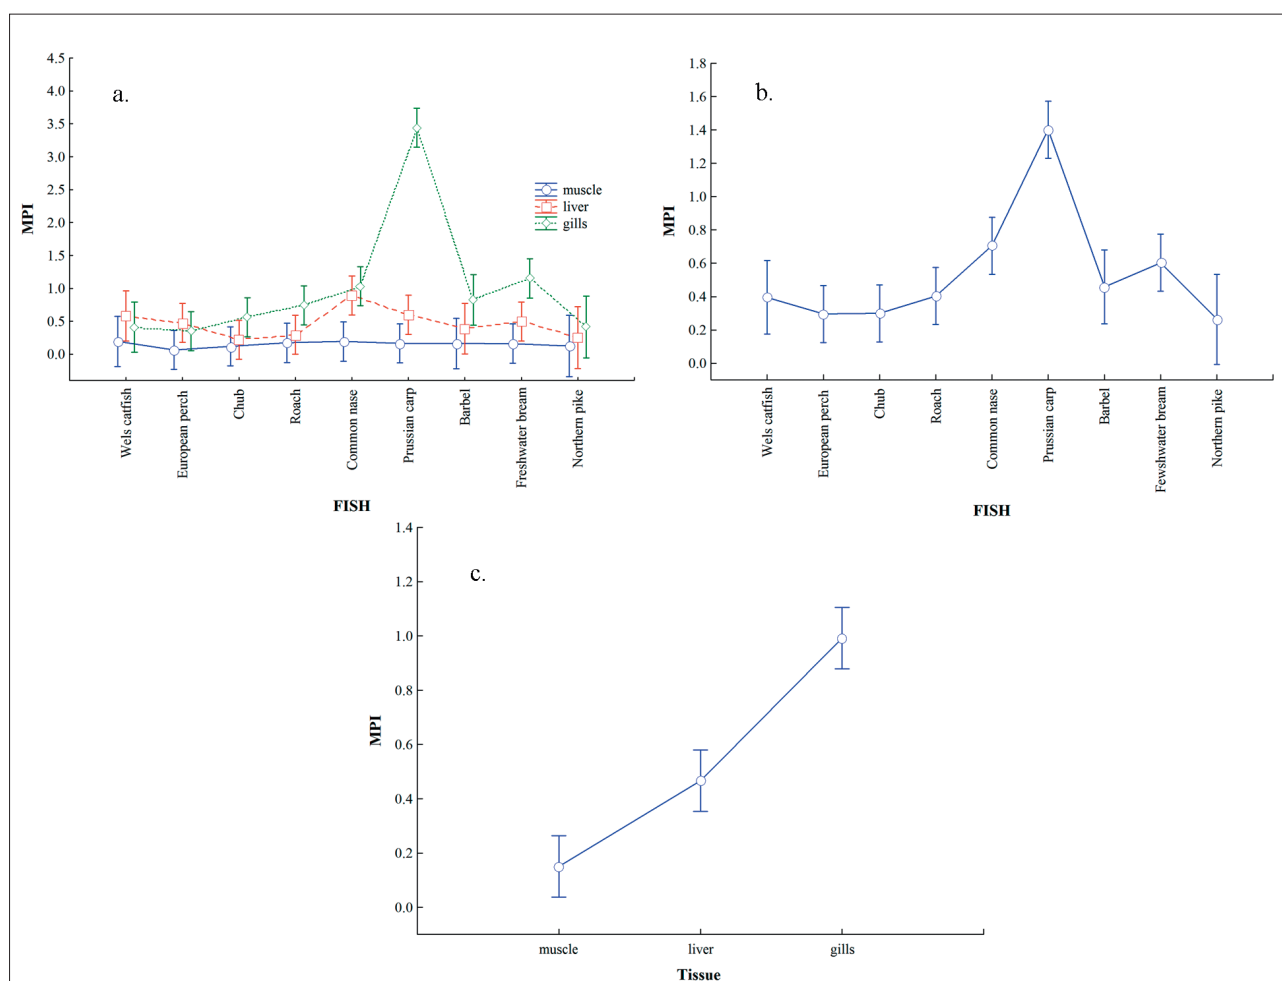 a.
4.5
4.0
3.5
3.0
2.5
2.0
1.5
1.0
0.5
0.0
MPI
muscle
liver
gills
Wels catfish
European perch
Chub
Roach
Common nase
Prussian carp
Barbel
Freshwater bream
Northern pike
FISH
b.
1.8
1.6
1.4
1.2
1.0
0.8
0.6
0.4
0.2
0.0
MPI
Wels catfish
European perch
Chub
Roach
Common nase
Prussian carp
Barbel
Fewshwater bream
Northern pike
FISH
c.
1.4
1.2
1.0
0.8
0.6
0.4
0.2
0.0
MPI
muscle
liver
gills
Tissue